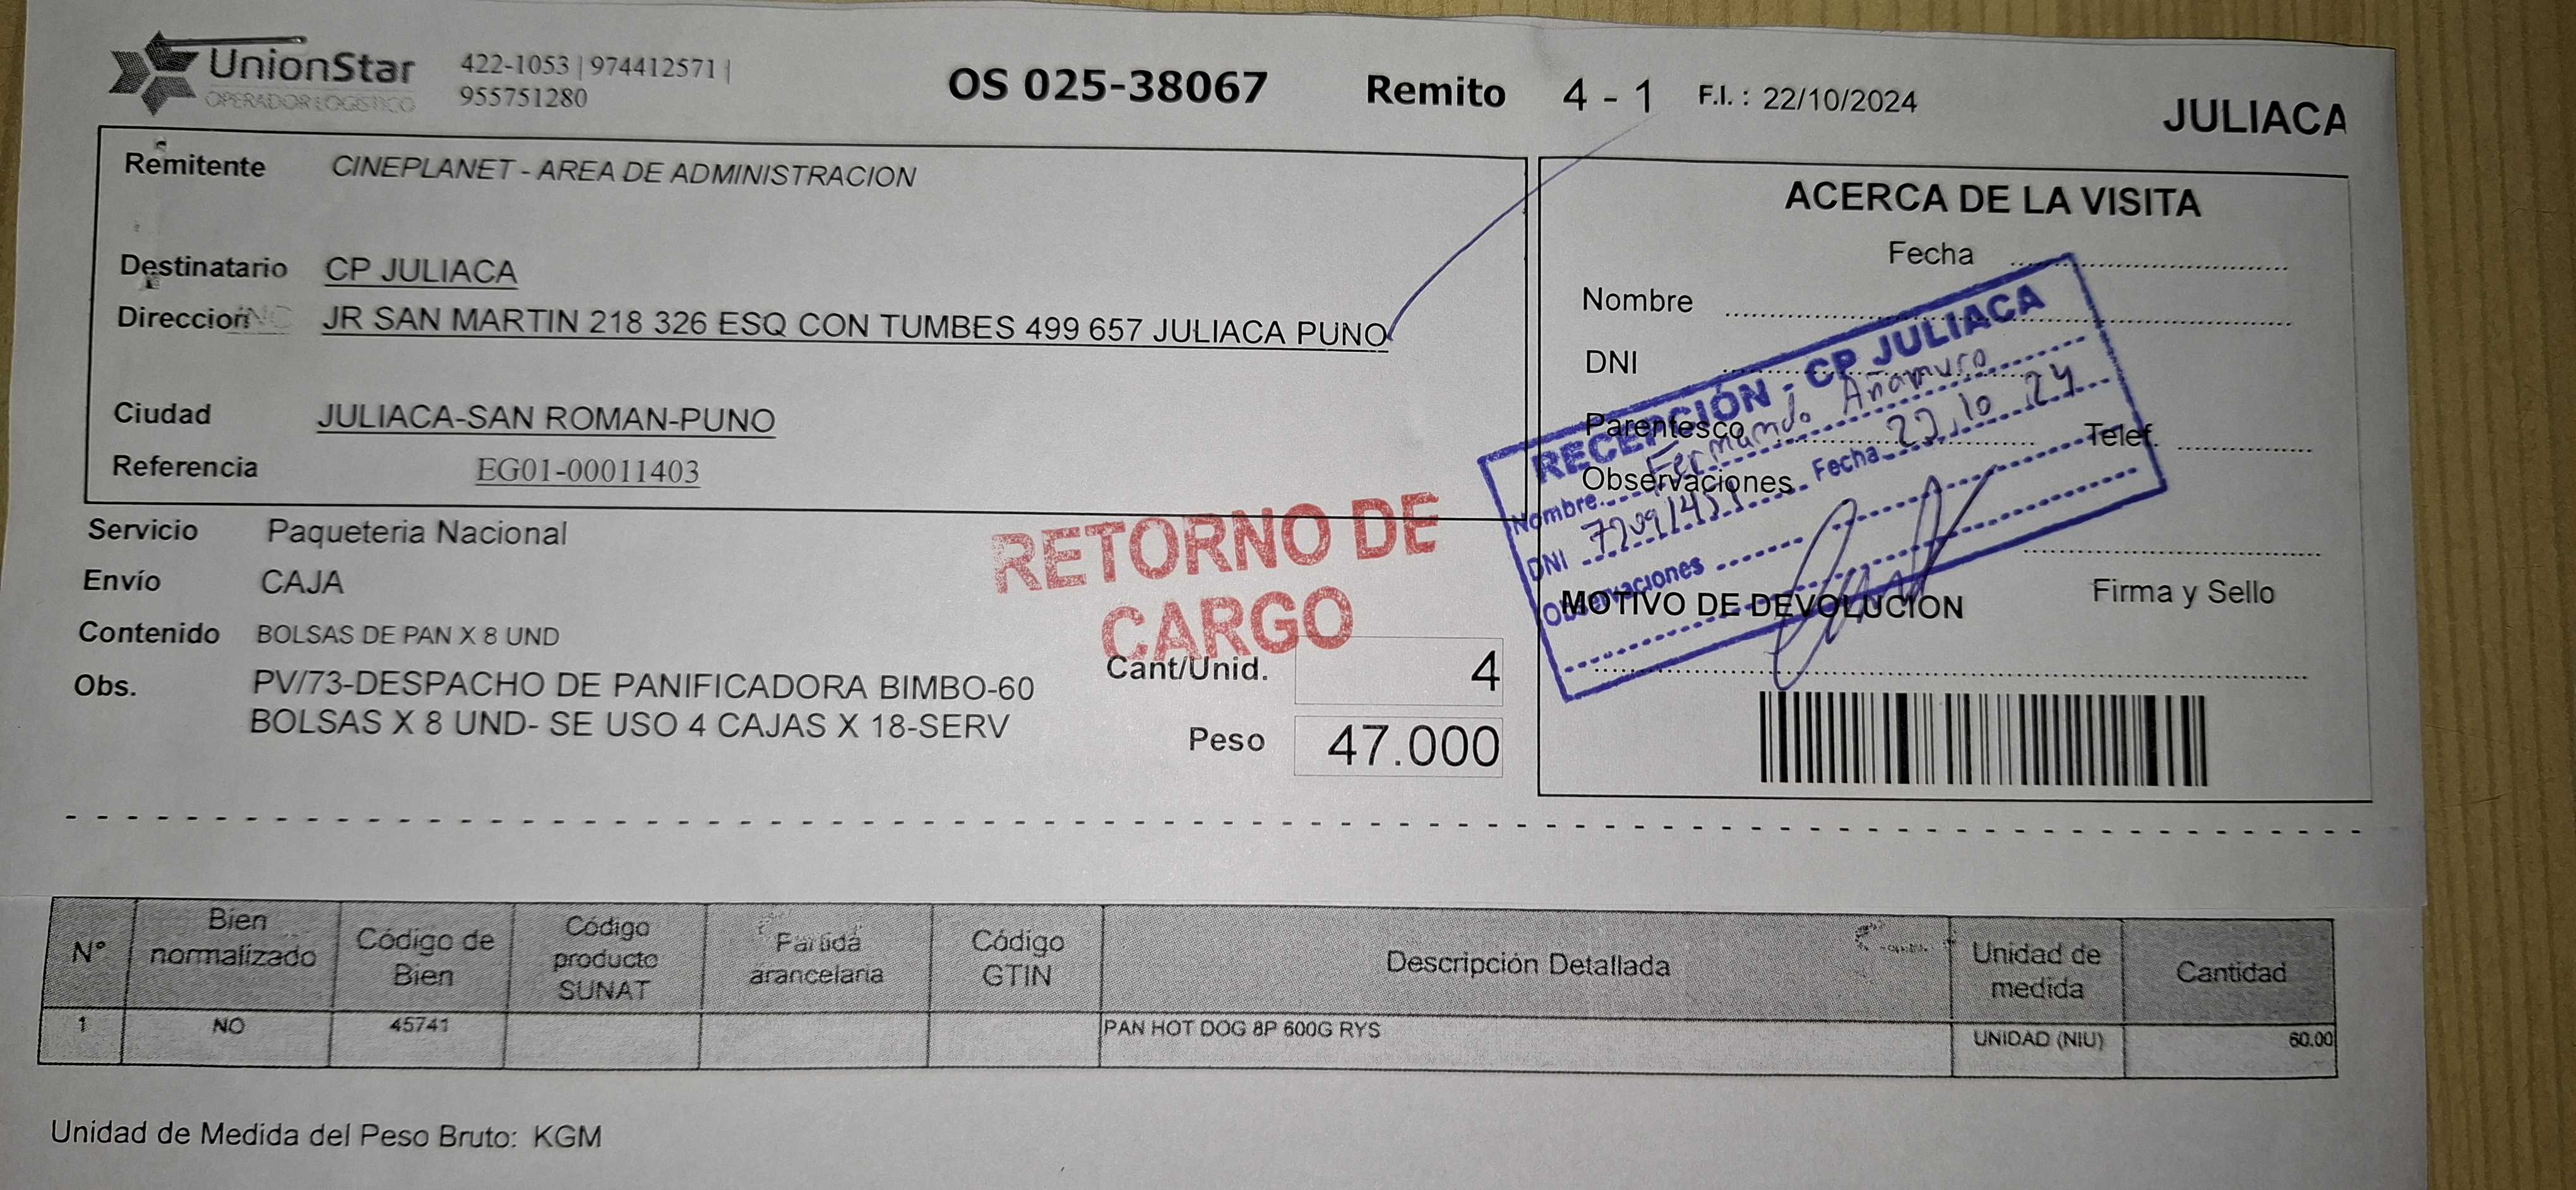 UnionStar
OPERADOR LOGISTICO
422-1053 | 974412571 |
955751280
OS 025-38067 Remito 4 - 1 F.I. : 22/10/2024
JULIACA
Remitente CINEPLANET - AREA DE ADMINISTRACION
Destinatario CP JULIACA
Direccion JR SAN MARTIN 218 326 ESQ CON TUMBES 499 657 JULIACA PUNO
Ciudad JULIACA-SAN ROMAN-PUNO
Referencia EG01-00011403
Servicio Paqueteria Nacional
Envío CAJA
Contenido BOLSAS DE PAN X 8 UND
Obs. PV/73-DESPACHO DE PANIFICADORA BIMBO-60
BOLSAS X 8 UND- SE USO 4 CAJAS X 18-SERV
RETORNO DE
CARGO
Cant/Unid. 4
Peso 47.000
ACERCA DE LA VISITA
Fecha
Nombre
DNI
Parentesco
Telef.
Observaciones
Firma y Sello
MOTIVO DE DEVOLUCION
RECEPCIÓN - CP JULIACA
Nombre Fernando Añamuro
DNI Fecha 10 24
Observaciones
N° Bien normalizado Código de Bien Código producto SUNAT Partida arancelaria Código GTIN Descripción Detallada Unidad de medida Cantidad
1 NO 45741 PAN HOT DOG 8P 600G RYS UNIDAD (NIU) 60.00
Unidad de Medida del Peso Bruto: KGM